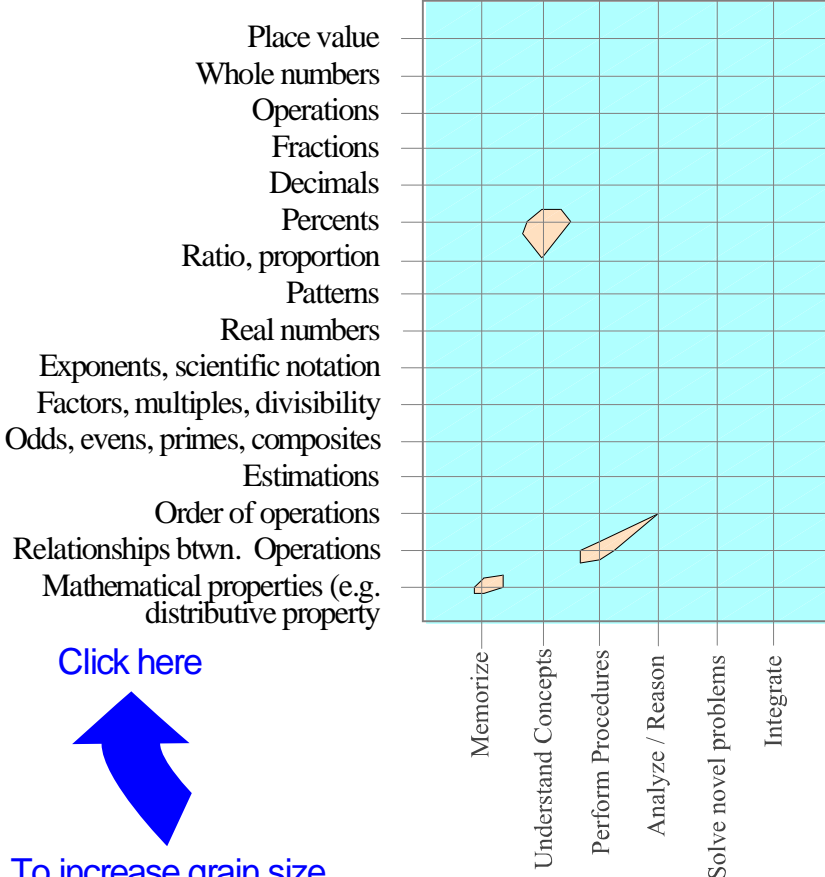 Place value
Whole numbers
Operations
Fractions
Decimals
Percents
Ratio, proportion
Patterns
Real numbers
Exponents, scientific notation
Factors, multiples, divisibility
Odds, evens, primes, composites
Estimations
Order of operations
Relationships btwn. Operations
Mathematical properties (e.g.
distributive property
Click here
To increase grain size
Memorize
Understand Concepts
Perform Procedures
Analyze / Reason
Solve novel problems
Integrate